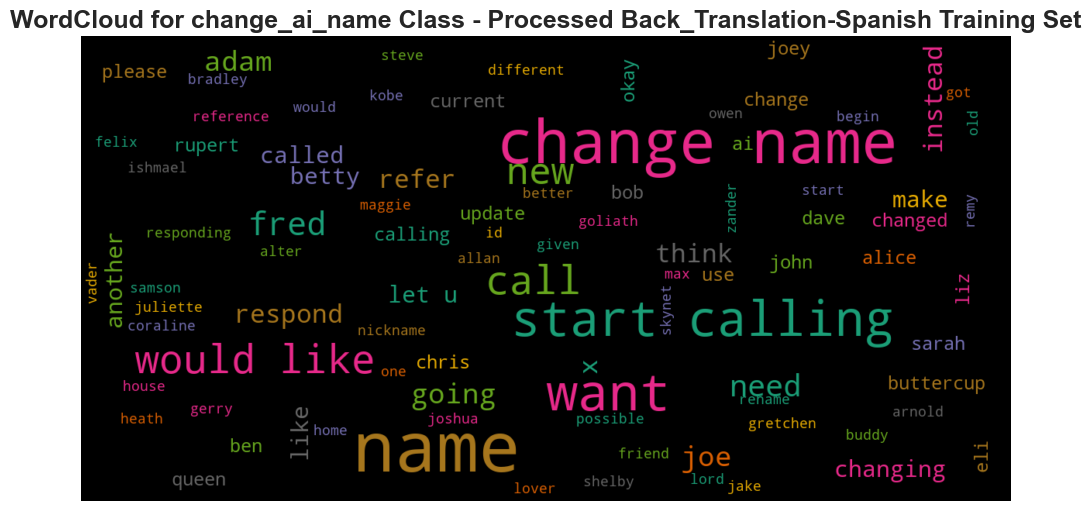 WordCloud for change_ai_name Class - Processed Back_Translation-Spanish Training Set
please
adam
bradley
steve
different
okay
joey
instead
got
old
reference
would
kobe
current
change
owen
begin
felix
rupert
ishmael
called
betty
refer
change name
new
ai
better
bob
zander
start
make
changed
remy
maggie
fred
update
goliath
dave
responding
alter
calling
id
given
allan
think
max
use
john
alice
another
vader
samson
juliette
coraline
let u
call
skynet
liz
respond
nickname
start calling
sarah
would like
one
chris
x
want
need
rename
buttercup
house
heath
gerry
going
joshua
possible
gretchen
arnold
ben
like
home
name
friend
joe
buddy
changing
eli
queen
lover
shelby
lord
jake